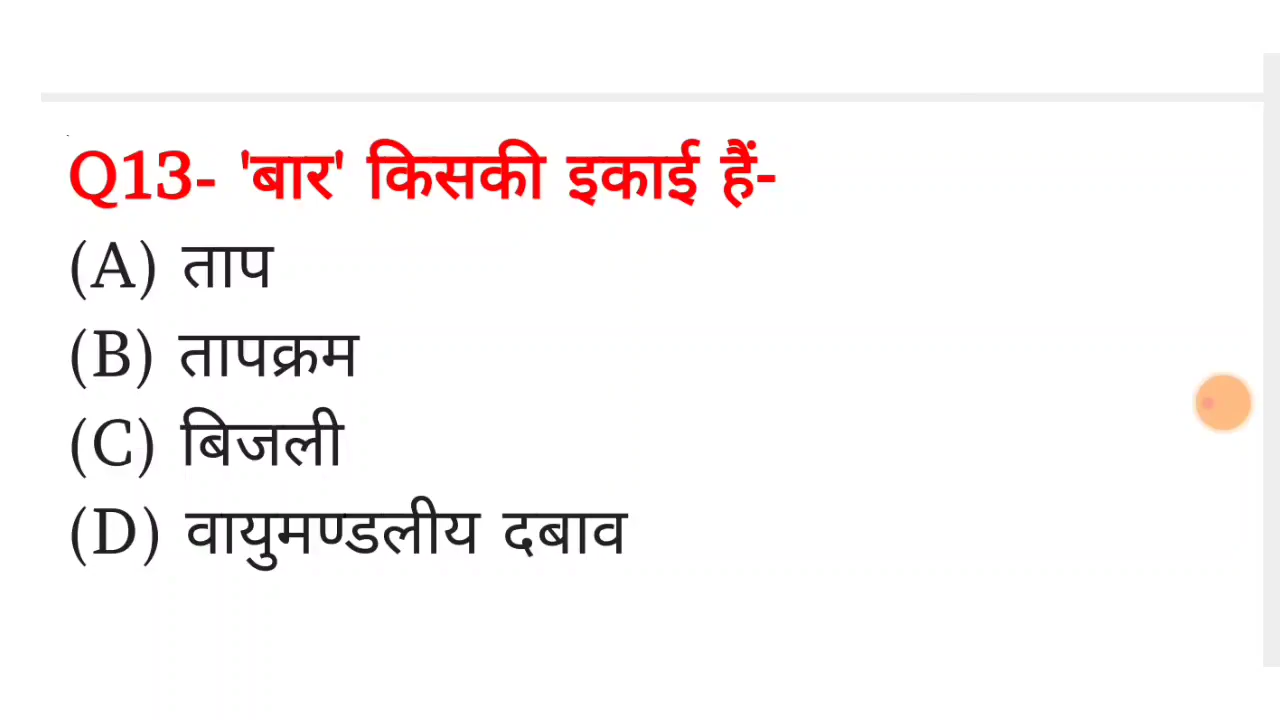 Q13- 'बार' किसकी इकाई हैं-
(A) ताप
(B) तापक्रम
(C) बिजली
(D) वायुमण्डलीय दबाव